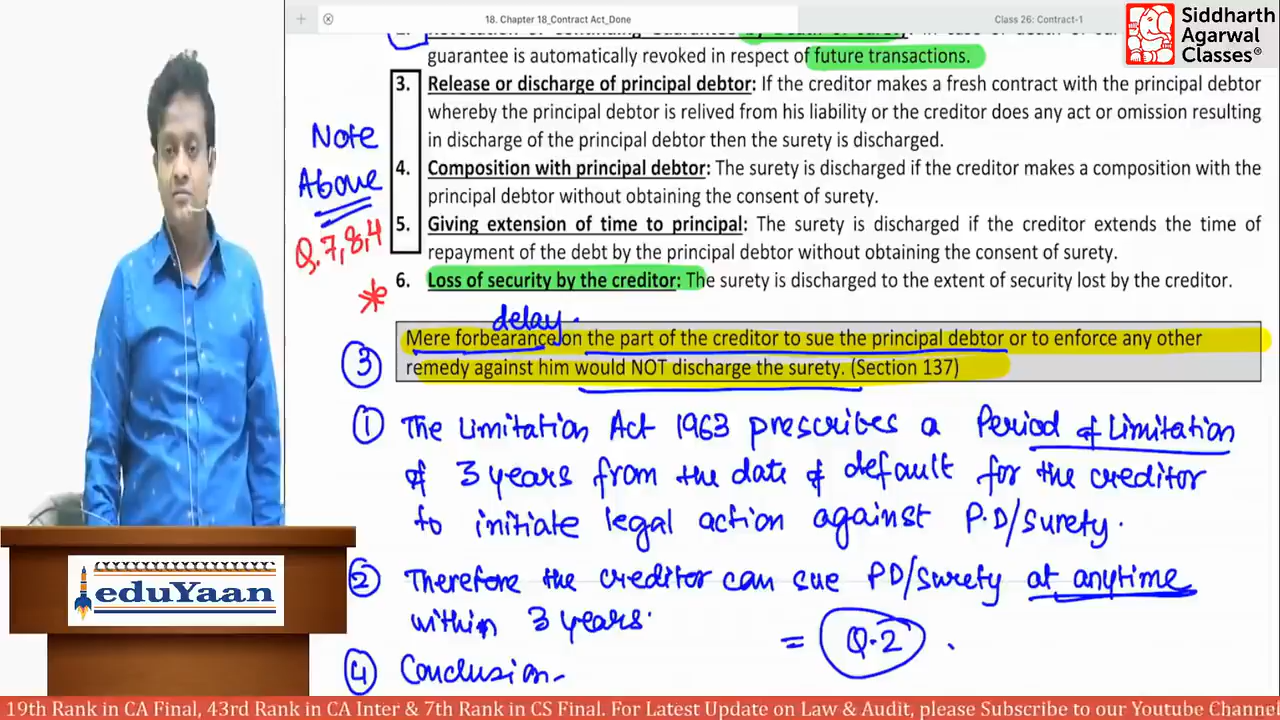 18. Chapter 18_Contract Act_Done
Class 26: Contract-1
Siddharth
Agarwal
Classes®
guarantee is automatically revoked in respect of future transactions.
3. Release or discharge of principal debtor: If the creditor makes a fresh contract with the principal debtor
whereby the principal debtor is relived from his liability or the creditor does any act or omission resulting
in discharge of the principal debtor then the surety is discharged.
4. Composition with principal debtor: The surety is discharged if the creditor makes a composition with the
principal debtor without obtaining the consent of surety.
5. Giving extension of time to principal: The surety is discharged if the creditor extends the time of
repayment of the debt by the principal debtor without obtaining the consent of surety.
6. Loss of security by the creditor: The surety is discharged to the extent of security lost by the creditor.
Note
Above
Q.7,8,4
delay.
Mere forbearance on the part of the creditor to sue the principal debtor or to enforce any other
remedy against him would NOT discharge the surety. (Section 137)
3
1 The Limitation Act 1963 prescribes a Period of Limitation
of 3 years from the date of default for the creditor
to initiate legal action against P.D/Surety.
2 Therefore the creditor can sue PD/Surety at anytime
within 3 years.
= Q.2
4 Conclusion.
eduYaan
19th Rank in CA Final, 43rd Rank in CA Inter & 7th Rank in CS Final. For Latest Update on Law & Audit, please Subscribe to our Youtube Channel